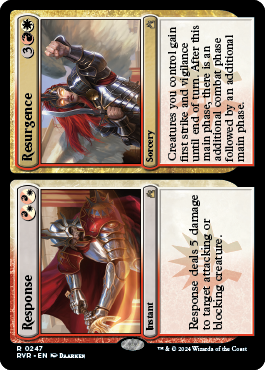 Response
Instant
Response deals 5 damage
to target attacking or
blocking creature.
Resurgence
3
Sorcery
Creatures you control gain
first strike and vigilance
until end of turn. After this
main phase, there is an
additional combat phase
followed by an additional
main phase.
R 0247
RVR • EN DAARKEN
™ & © 2024 Wizards of the Coast